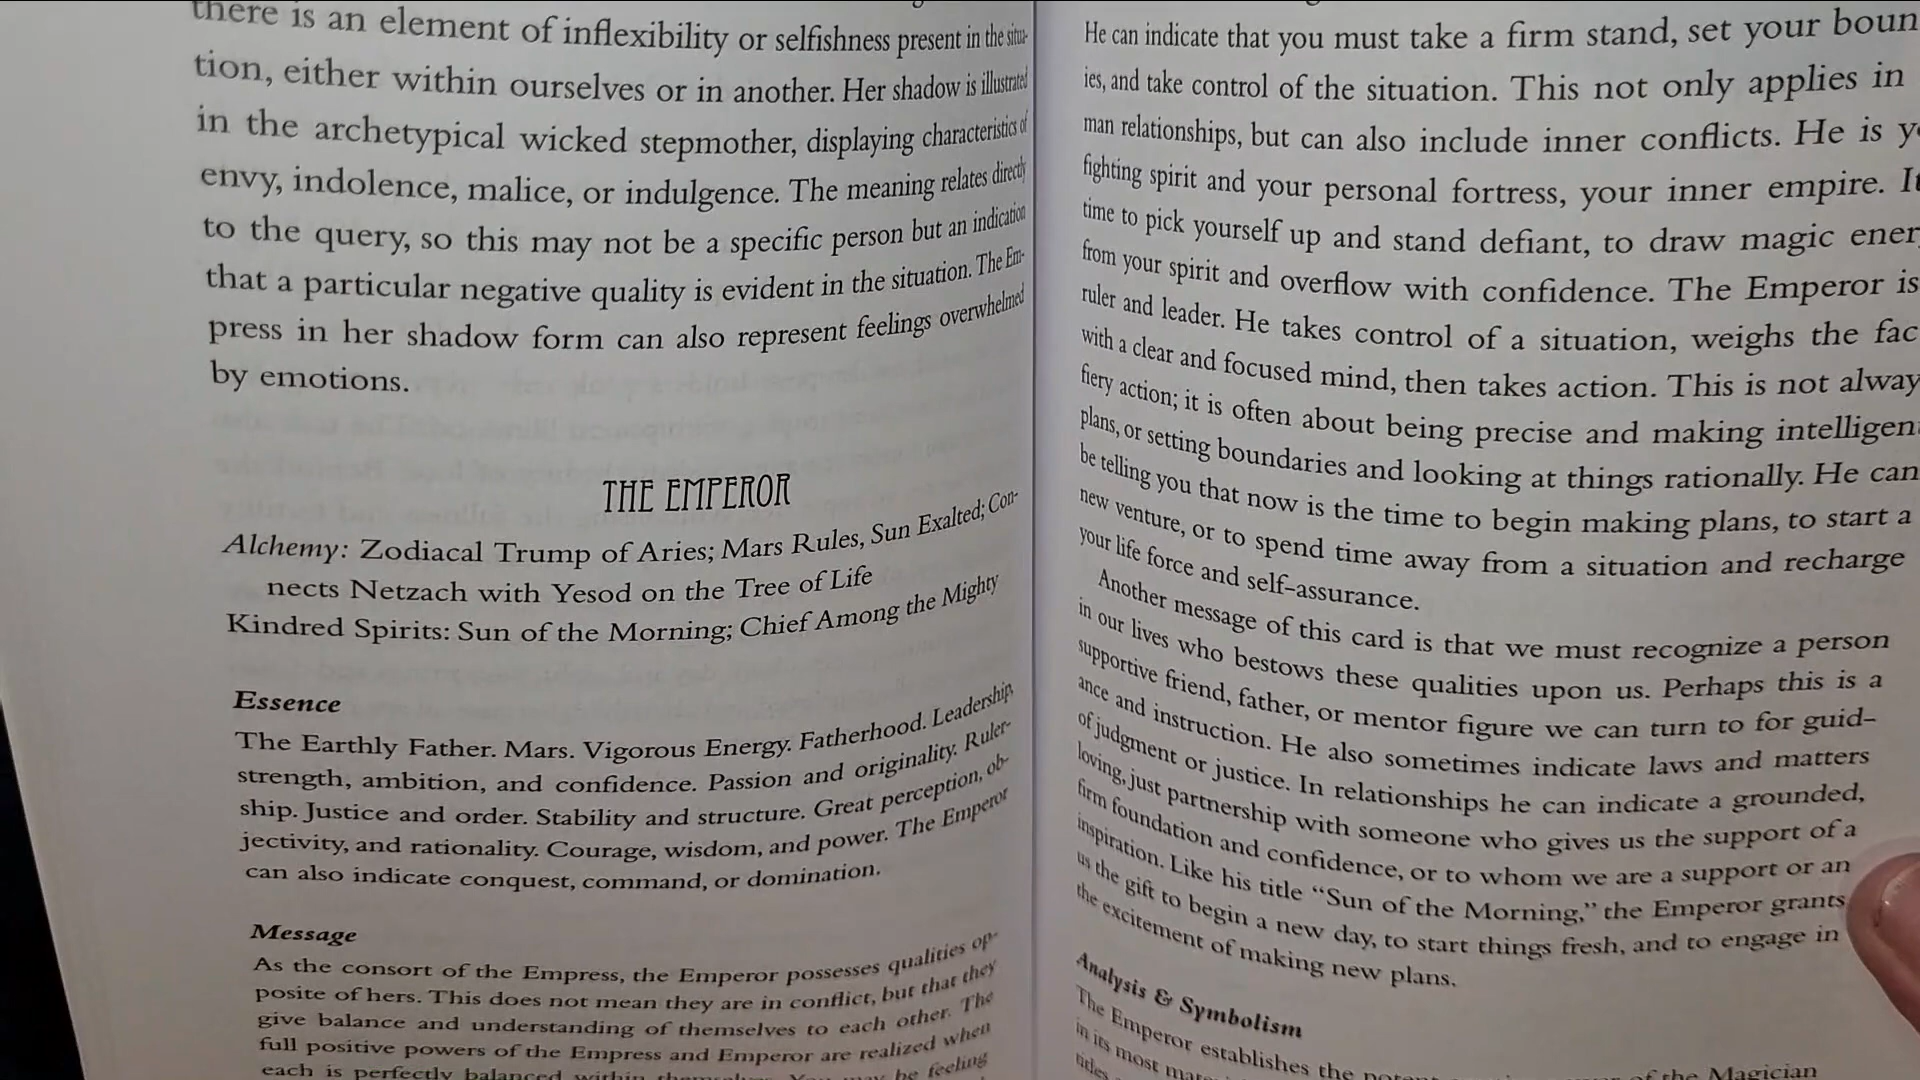 there is an element of inflexibility or selfishness present in the situa-
tion, either within ourselves or in another. Her shadow is illustrated
in the archetypical wicked stepmother, displaying characteristics of
envy, indolence, malice, or indulgence. The meaning relates directly
to the query, so this may not be a specific person but an indication
that a particular negative quality is evident in the situation. The Em-
press in her shadow form can also represent feelings overwhelmed
by emotions.
THE EMPEROR
Alchemy: Zodiacal Trump of Aries; Mars Rules, Sun Exalted; Con-
nects Netzach with Yesod on the Tree of Life
Kindred Spirits: Sun of the Morning; Chief Among the Mighty
Essence
The Earthly Father. Mars. Vigorous Energy. Fatherhood. Leadership,
strength, ambition, and confidence. Passion and originality. Ruler-
ship. Justice and order. Stability and structure. Great perception, ob-
jectivity, and rationality. Courage, wisdom, and power. The Emperor
can also indicate conquest, command, or domination.
Message
As the consort of the Empress, the Emperor possesses qualities op-
posite of hers. This does not mean they are in conflict, but that they
give balance and understanding of themselves to each other. The
full positive powers of the Empress and Emperor are realized when
each is perfectly balanced within be feeling
He can indicate that you must take a firm stand, set your boun
ies, and take control of the situation. This not only applies in
man relationships, but can also include inner conflicts. He is y
fighting spirit and your personal fortress, your inner empire. It
time to pick yourself up and stand defiant, to draw magic ener
from your spirit and overflow with confidence. The Emperor is
ruler and leader. He takes control of a situation, weighs the fac
with a clear and focused mind, then takes action. This is not alway
fiery action; it is often about being precise and making intelligent
plans, or setting boundaries and looking at things rationally. He can
be telling you that now is the time to begin making plans, to start a
new venture, or to spend time away from a situation and recharge
your life force and self-assurance.
Another message of this card is that we must recognize a person
in our lives who bestows these qualities upon us. Perhaps this is a
supportive friend, father, or mentor figure we can turn to for guid-
ance and instruction. He also sometimes indicate laws and matters
of judgment or justice. In relationships he can indicate a grounded,
loving, just partnership with someone who gives us the support of a
firm foundation and confidence, or to whom we are a support or an
inspiration. Like his title “Sun of the Morning,” the Emperor grants
us the gift to begin a new day, to start things fresh, and to engage in
the excitement of making new plans.
Analysis & Symbolism
The Emperor establishes the of the Magician
in its most
titles